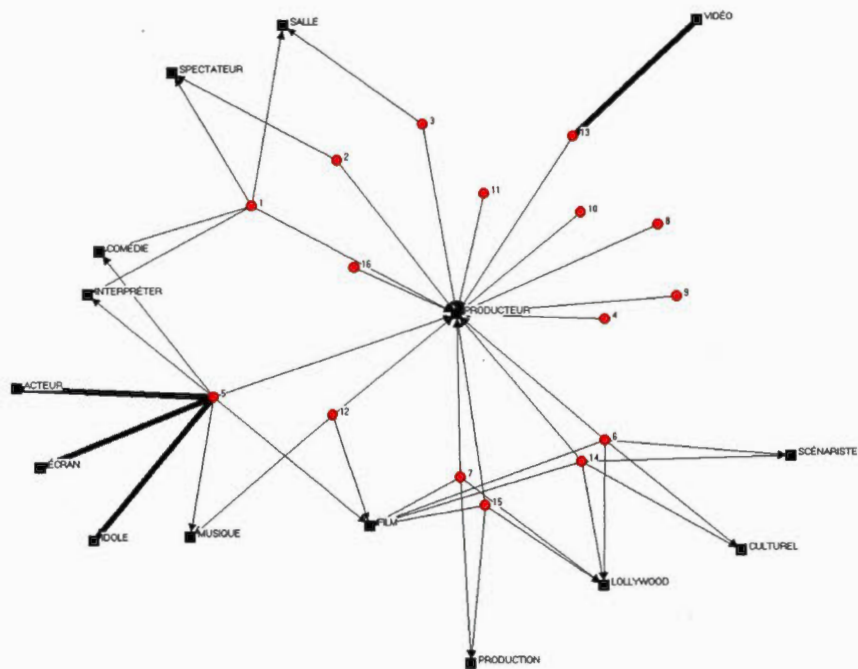 VIDÉO
SALLE
SPECTATEUR
3
13
2
11
1
10
8
COMÉDIE
16
INTERPRÉTER
9
PRODUCTEUR
4
ACTEUR
5
12
6
SCÉNARISTE
14
ÉCRAN
7
15
FILM
IDOLE
MUSIQUE
CULTUREL
LOLLYWOOD
PRODUCTION